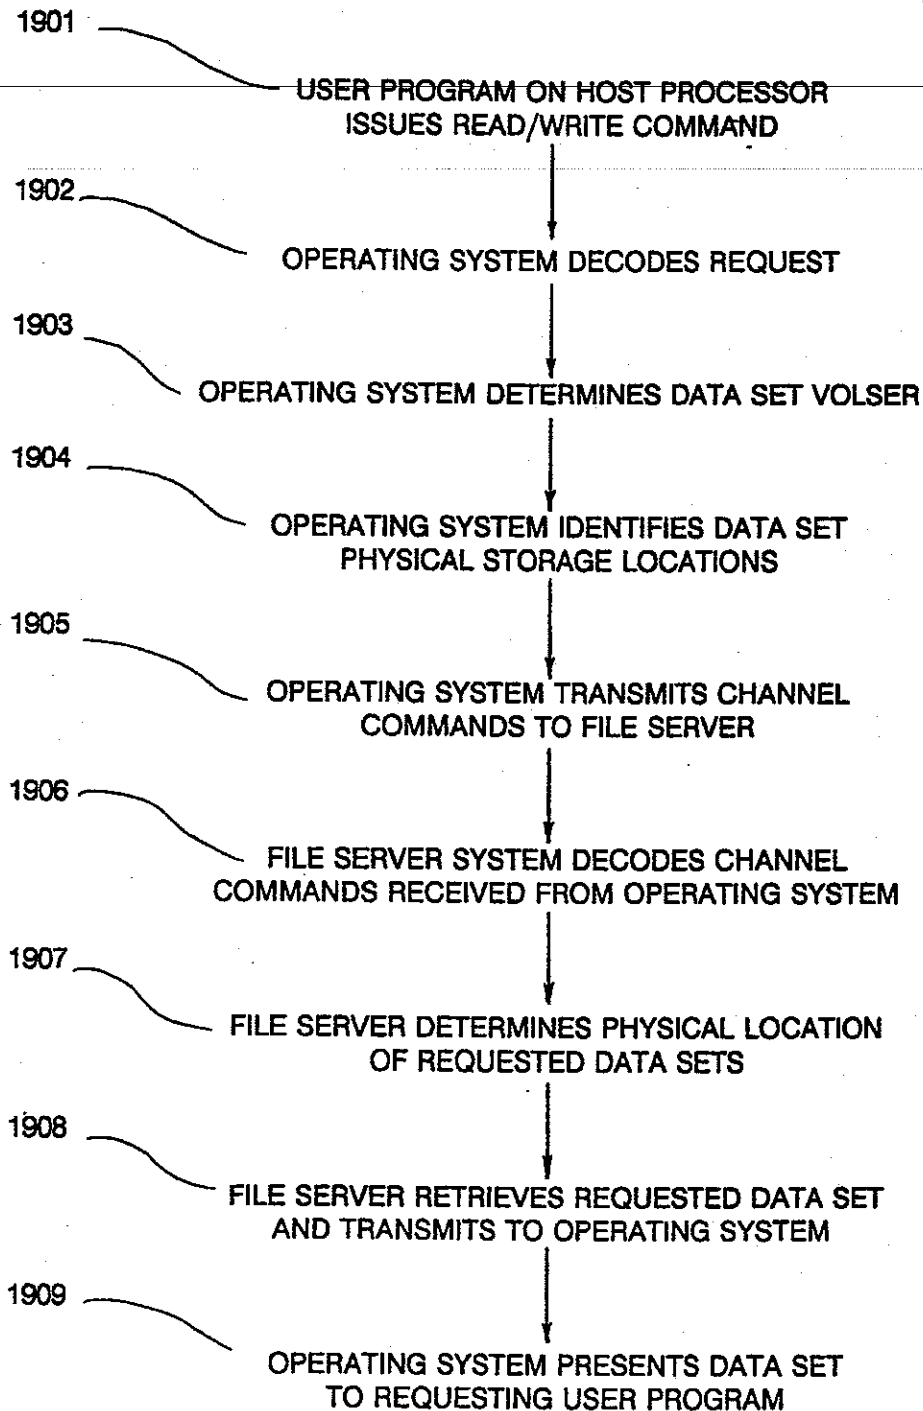 1901
USER PROGRAM ON HOST PROCESSOR
ISSUES READ/WRITE COMMAND
1902
OPERATING SYSTEM DECODES REQUEST
1903
OPERATING SYSTEM DETERMINES DATA SET VOLSER
1904
OPERATING SYSTEM IDENTIFIES DATA SET
PHYSICAL STORAGE LOCATIONS
1905
OPERATING SYSTEM TRANSMITS CHANNEL
COMMANDS TO FILE SERVER
1906
FILE SERVER SYSTEM DECODES CHANNEL
COMMANDS RECEIVED FROM OPERATING SYSTEM
1907
FILE SERVER DETERMINES PHYSICAL LOCATION
OF REQUESTED DATA SETS
1908
FILE SERVER RETRIEVES REQUESTED DATA SET
AND TRANSMITS TO OPERATING SYSTEM
1909
OPERATING SYSTEM PRESENTS DATA SET
TO REQUESTING USER PROGRAM